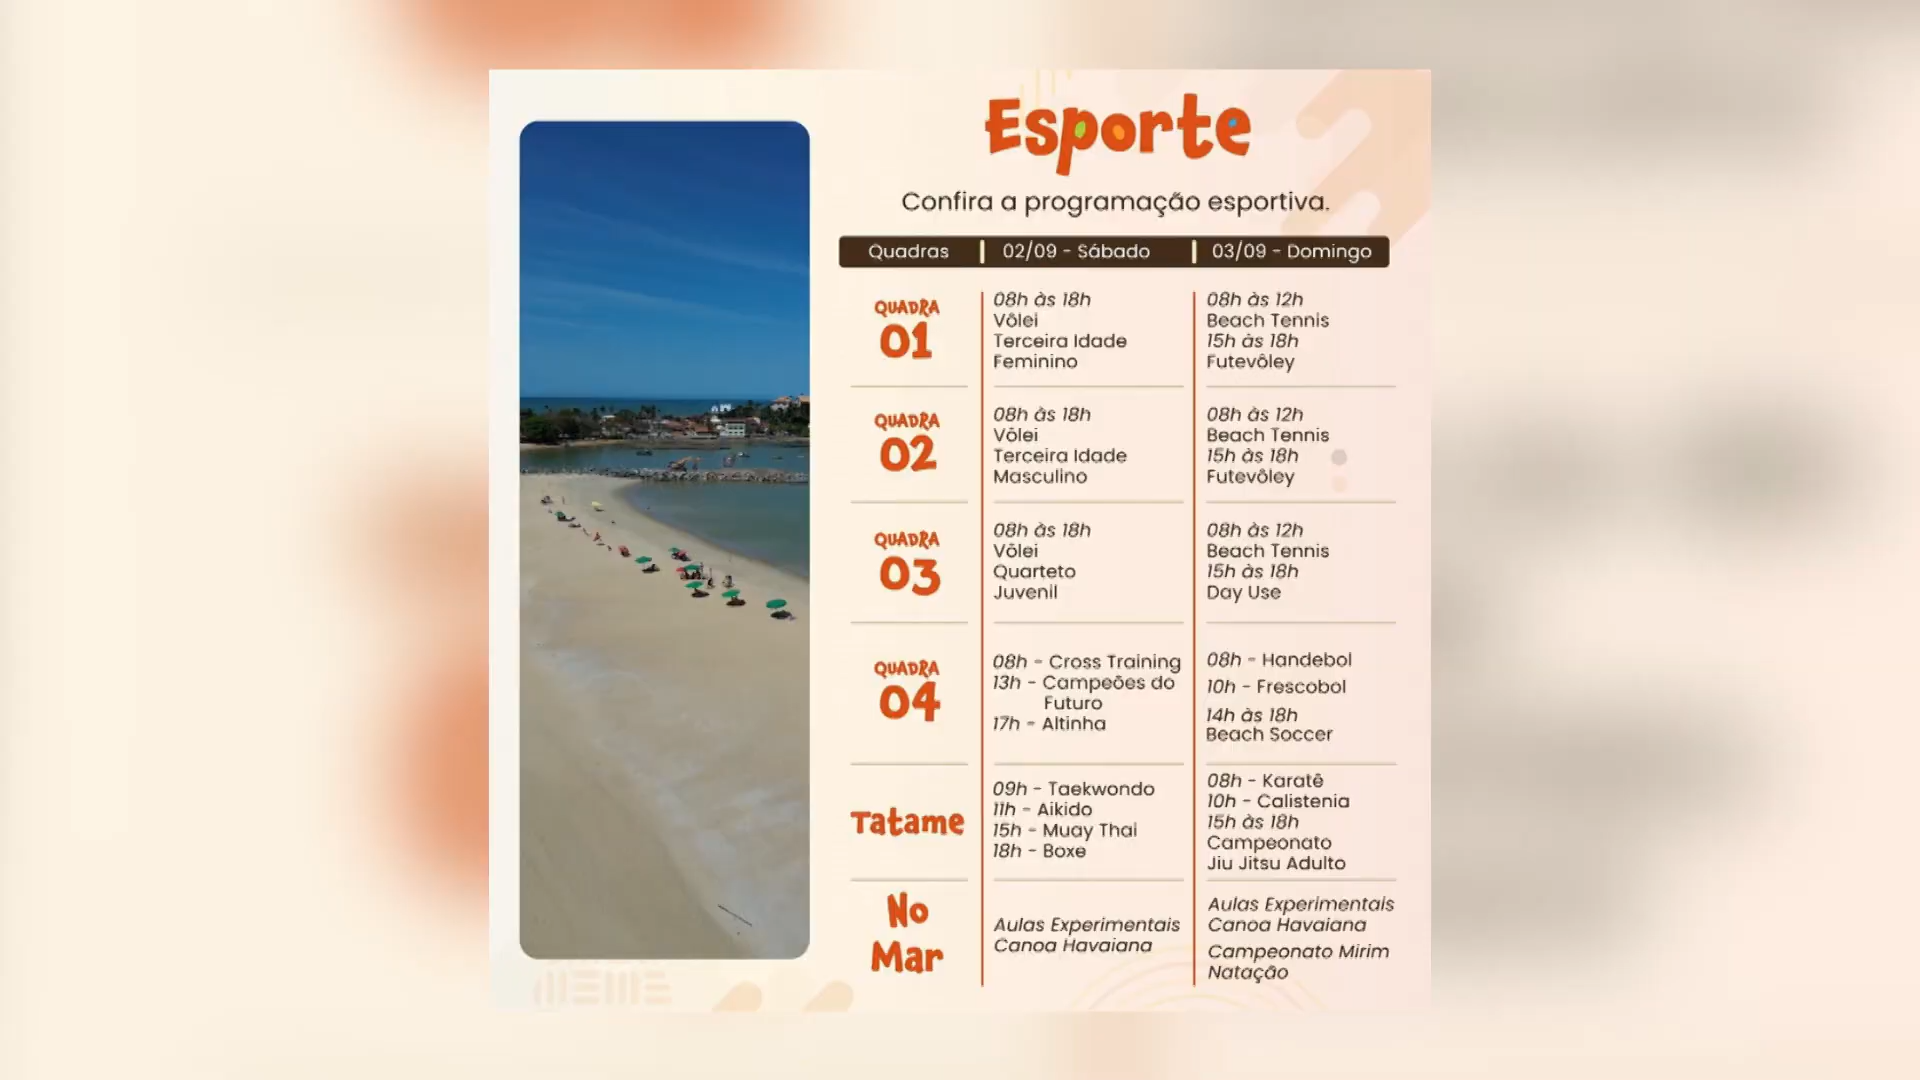 Esporte
Confira a programação esportiva.
Quadras | 02/09 - Sábado | 03/09 - Domingo
QUADRA
01
08h às 18h
Vôlei
Terceira Idade
Feminino
08h às 12h
Beach Tennis
15h às 18h
Futevôley
QUADRA
02
08h às 18h
Vôlei
Terceira Idade
Masculino
08h às 12h
Beach Tennis
15h às 18h
Futevôley
QUADRA
03
08h às 18h
Vôlei
Quarteto
Juvenil
08h às 12h
Beach Tennis
15h às 18h
Day Use
QUADRA
04
08h - Cross Training
13h - Campeões do
Futuro
17h - Altinha
08h - Handebol
10h - Frescobol
14h às 18h
Beach Soccer
Tatame
09h - Taekwondo
11h - Aikido
15h - Muay Thai
18h - Boxe
08h - Karatê
10h - Calistenia
15h às 18h
Campeonato
Jiu Jitsu Adulto
No
Mar
Aulas Experimentais
Canoa Havaiana
Aulas Experimentais
Canoa Havaiana
Campeonato Mirim
Natação